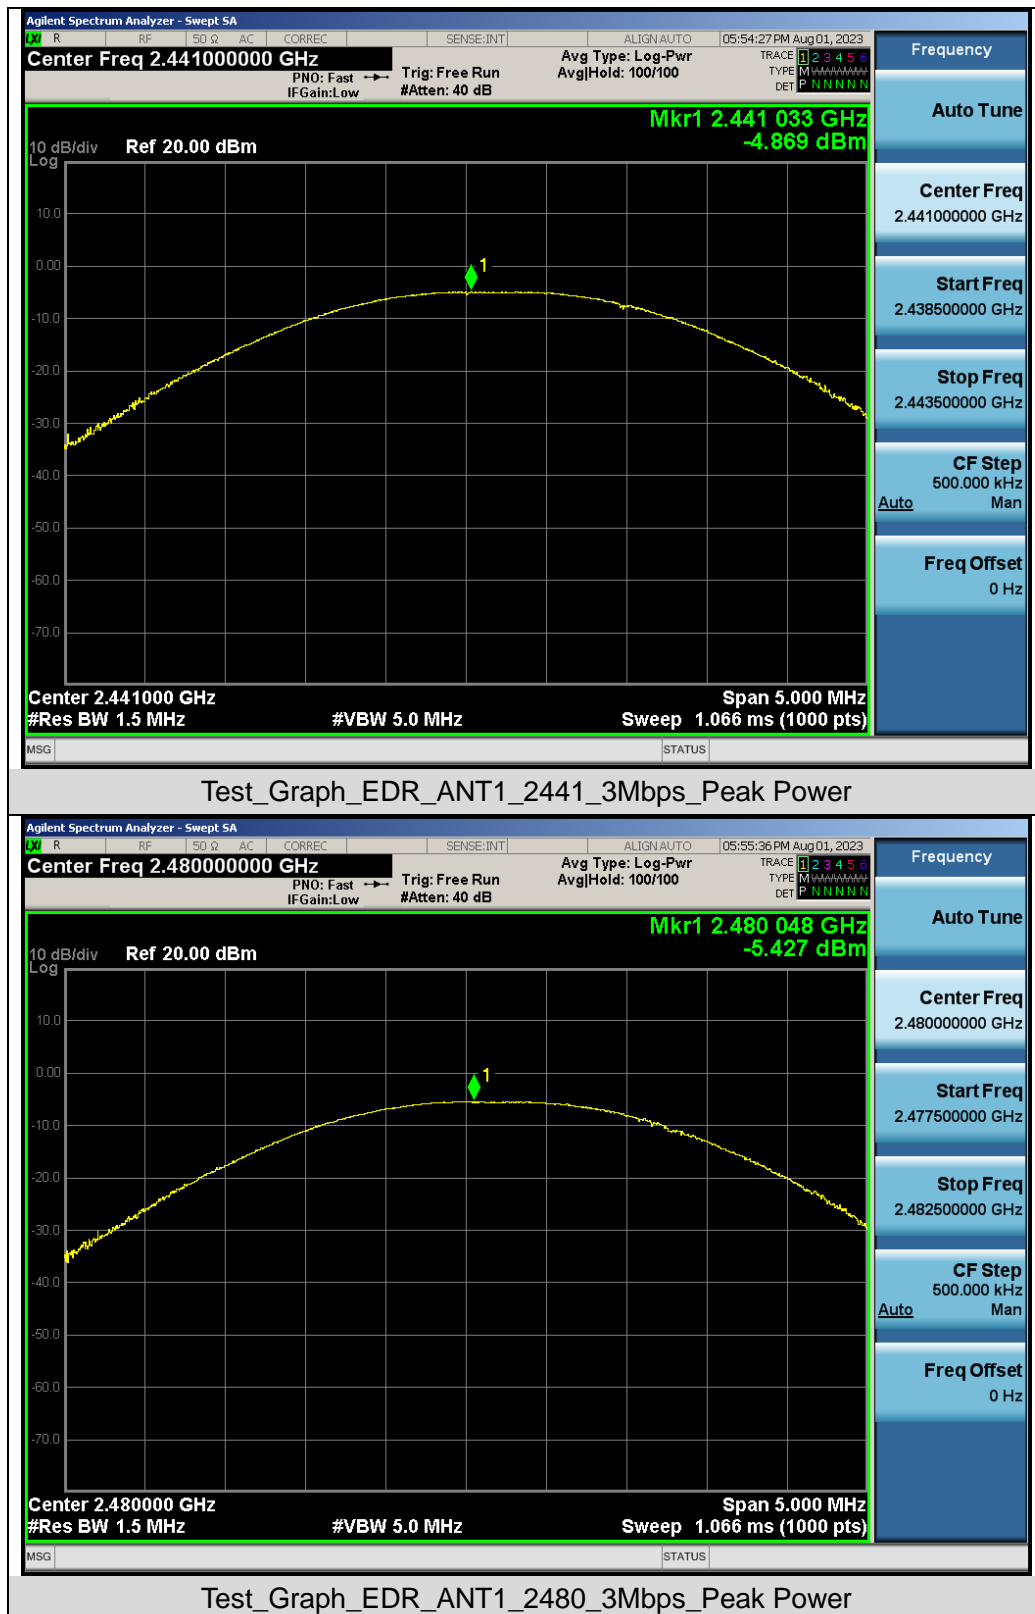 Agilent Spectrum Analyzer - Swept SA
LXI R RF 50 Ω AC CORREC SENSE:INT ALIGN AUTO 05:54:27 PM Aug 01, 2023
Center Freq 2.441000000 GHz
PNO: Fast
IFGain:Low
Trig: Free Run
#Atten: 40 dB
Avg Type: Log-Pwr
Avg|Hold: 100/100
TRACE 1 2 3 4 5 6
TYPE M WWWWW
DET P N N N N N
Mkr1 2.441 033 GHz
-4.869 dBm
10 dB/div Ref 20.00 dBm
Log
10.0
0.00
-10.0
-20.0
-30.0
-40.0
-50.0
-60.0
-70.0
1
Center 2.441000 GHz Span 5.000 MHz
#Res BW 1.5 MHz #VBW 5.0 MHz Sweep 1.066 ms (1000 pts)
MSG STATUS
Frequency
Auto Tune
Center Freq
2.441000000 GHz
Start Freq
2.438500000 GHz
Stop Freq
2.443500000 GHz
CF Step
500.000 kHz
Auto Man
Freq Offset
0 Hz
Test_Graph_EDR_ANT1_2441_3Mbps_Peak Power
Agilent Spectrum Analyzer - Swept SA
LXI R RF 50 Ω AC CORREC SENSE:INT ALIGN AUTO 05:55:36 PM Aug 01, 2023
Center Freq 2.480000000 GHz
PNO: Fast
IFGain:Low
Trig: Free Run
#Atten: 40 dB
Avg Type: Log-Pwr
Avg|Hold: 100/100
TRACE 1 2 3 4 5 6
TYPE M WWWWW
DET P N N N N N
Mkr1 2.480 048 GHz
-5.427 dBm
10 dB/div Ref 20.00 dBm
Log
10.0
0.00
-10.0
-20.0
-30.0
-40.0
-50.0
-60.0
-70.0
1
Center 2.480000 GHz Span 5.000 MHz
#Res BW 1.5 MHz #VBW 5.0 MHz Sweep 1.066 ms (1000 pts)
MSG STATUS
Frequency
Auto Tune
Center Freq
2.480000000 GHz
Start Freq
2.477500000 GHz
Stop Freq
2.482500000 GHz
CF Step
500.000 kHz
Auto Man
Freq Offset
0 Hz
Test_Graph_EDR_ANT1_2480_3Mbps_Peak Power